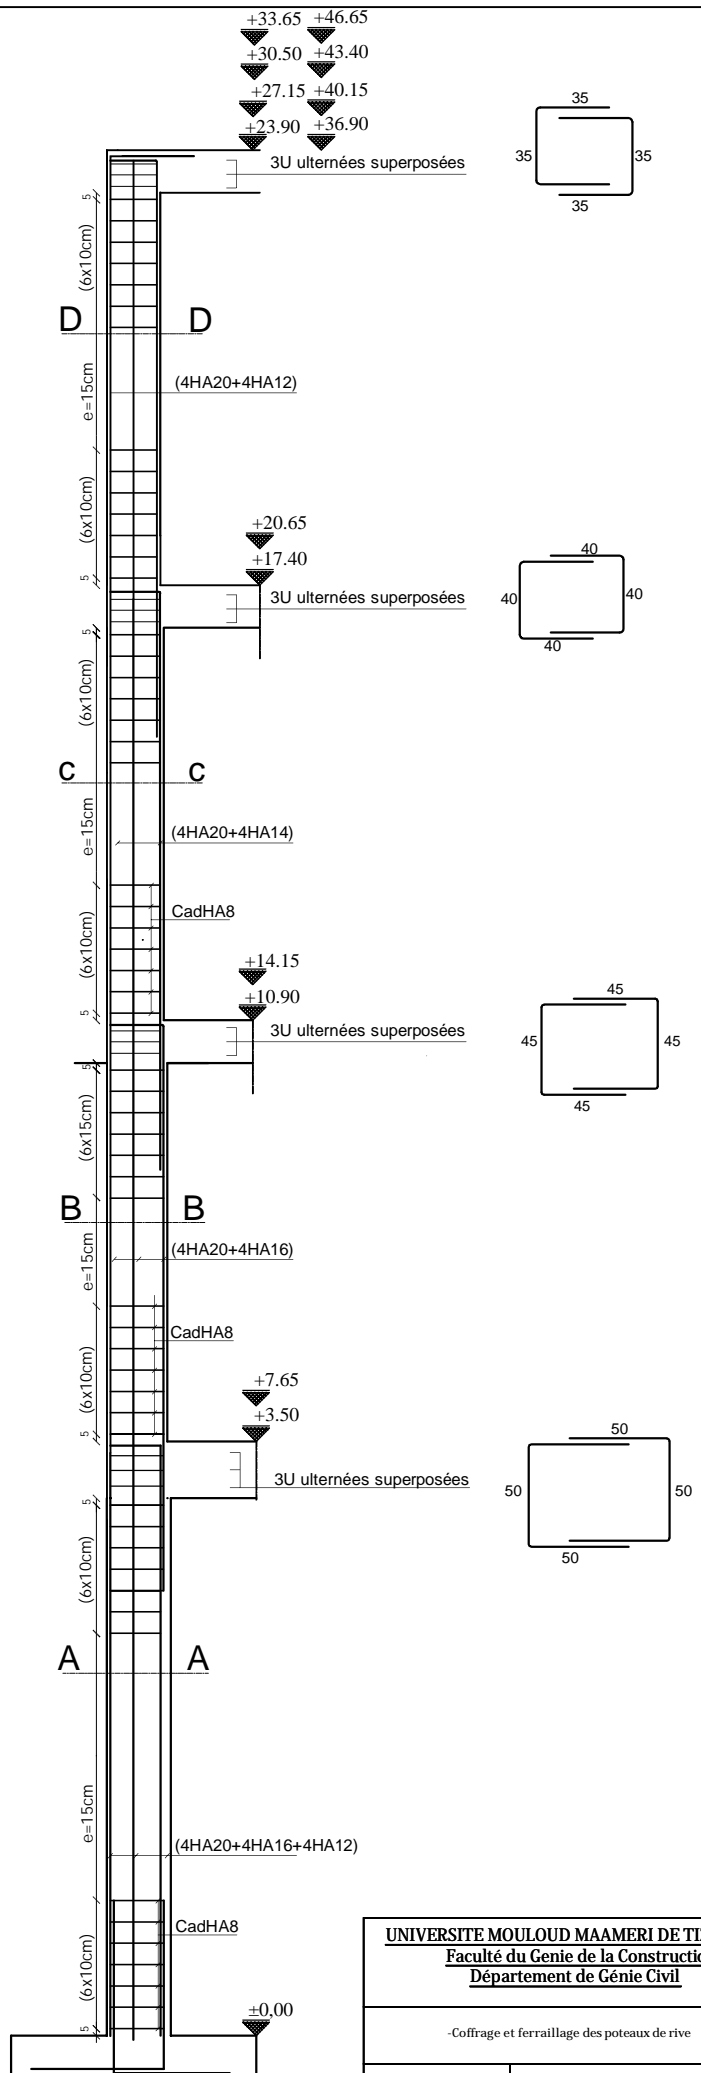 +33.65 +46.65
+30.50 +43.40
+27.15 +40.15
+23.90 +36.90
35
3U ulternées superposées
35
35
35
5
(6x10cm)
D D
(4HA20+4HA12)
e=15cm
(6x10cm)
+20.65
+17.40
40
5
3U ulternées superposées
40
40
40
5
(6x10cm)
c c
e=15cm
(4HA20+4HA14)
CadHA8
(6x10cm)
+14.15
+10.90
45
5
3U ulternées superposées
45
45
45
5
(6x15cm)
B B
(4HA20+4HA16)
e=15cm
CadHA8
(6x10cm)
+7.65
+3.50
50
5
3U ulternées superposées
50
50
50
5
(6x10cm)
A A
e=15cm
(4HA20+4HA16+4HA12)
CadHA8
(6x10cm)
±0,00
5
UNIVERSITE MOULOUD MAAMERI DE
Faculté du Genie de la Constructio
Département de Génie Civil
-Coffrage et ferraillage des poteaux de rive